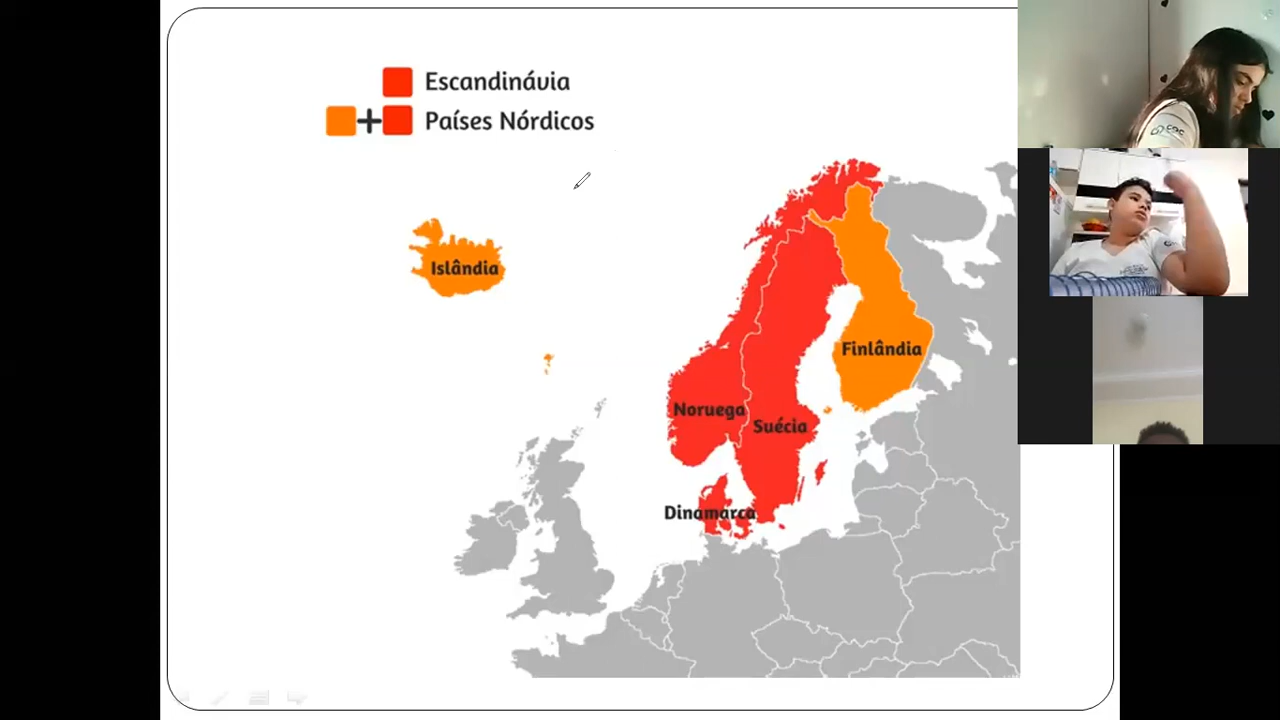 Escandinávia
Países Nórdicos
Islândia
Finlândia
Noruega
Suécia
Dinamarca